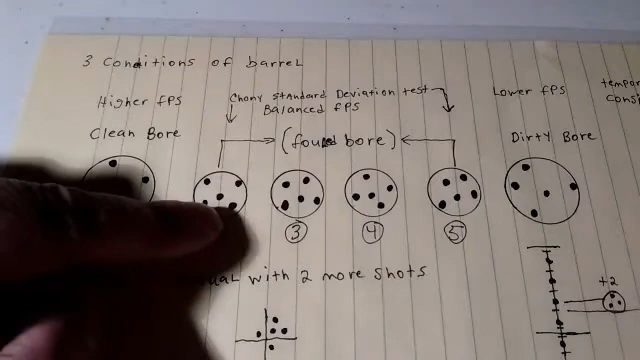 3 Conditions of barrel
Higher fps
Chony standard Deviation test
Balanced fps
Lower fps
Clean Bore
(fouled bore)
Dirty Bore
3
4
5
with 2 more shots
+2